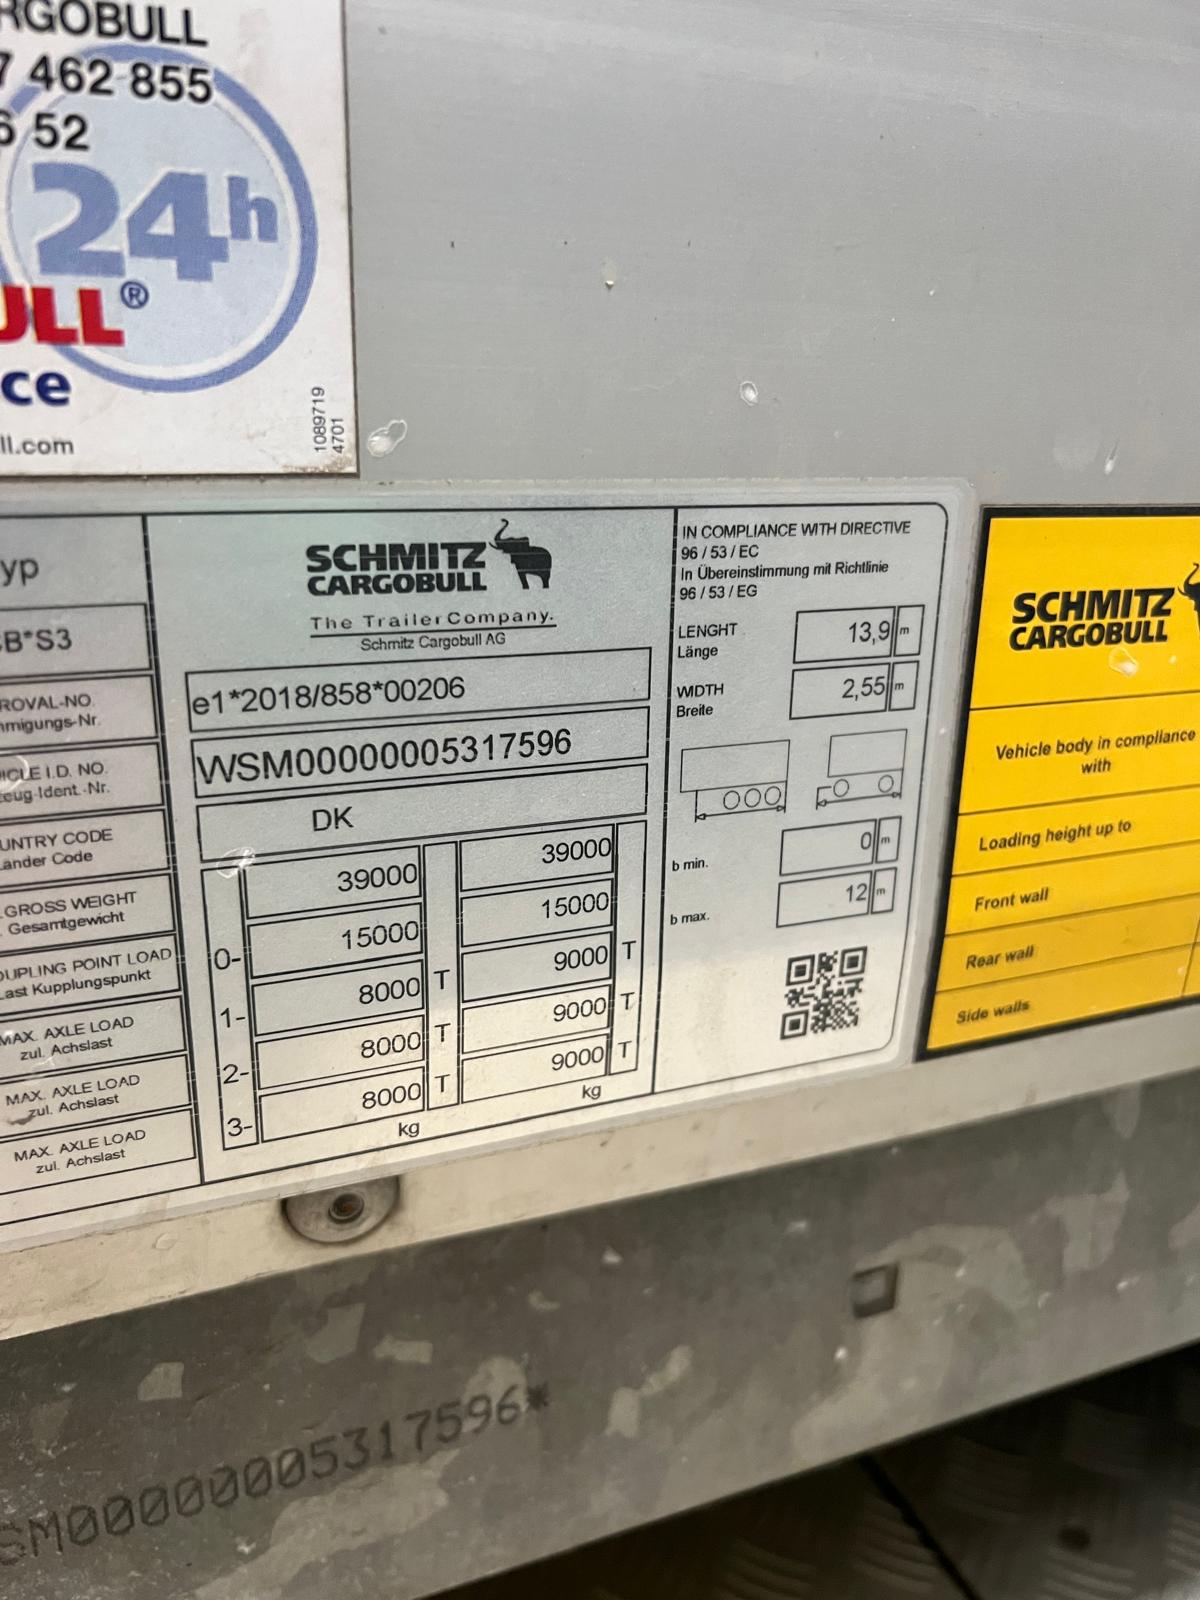 RGOBULL
7 462 855
6 52
24h
ULL®
ce
ll.com
1089719
4701
yp
CB*S3
ROVAL-NO.
hmigungs-Nr.
ICLE I.D. NO.
zeug-Ident.-Nr.
UNTRY CODE
ander Code
. GROSS WEIGHT
. Gesamtgewicht
OUPLING POINT LOAD
Last Kupplungspunkt
MAX. AXLE LOAD
zul. Achslast
MAX. AXLE LOAD
zul. Achslast
MAX. AXLE LOAD
zul. Achslast
SCHMITZ
CARGOBULL
The Trailer Company.
Schmitz Cargobull AG
e1*2018/858*00206
WSM00000005317596
DK
39000 39000
0- 15000 15000
1- 8000 T 9000 T
2- 8000 T 9000 T
3- 8000 T 9000 T
kg kg
IN COMPLIANCE WITH DIRECTIVE
96 / 53 / EC
In Übereinstimmung mit Richtlinie
96 / 53 / EG
LENGHT 13,9 m
Länge
WIDTH 2,55 m
Breite
b min. 0 m
b max. 12 m
SCHMITZ
CARGOBULL
Vehicle body in compliance
with
Loading height up to
Front wall
Rear wall
Side walls
SM00000005317596*